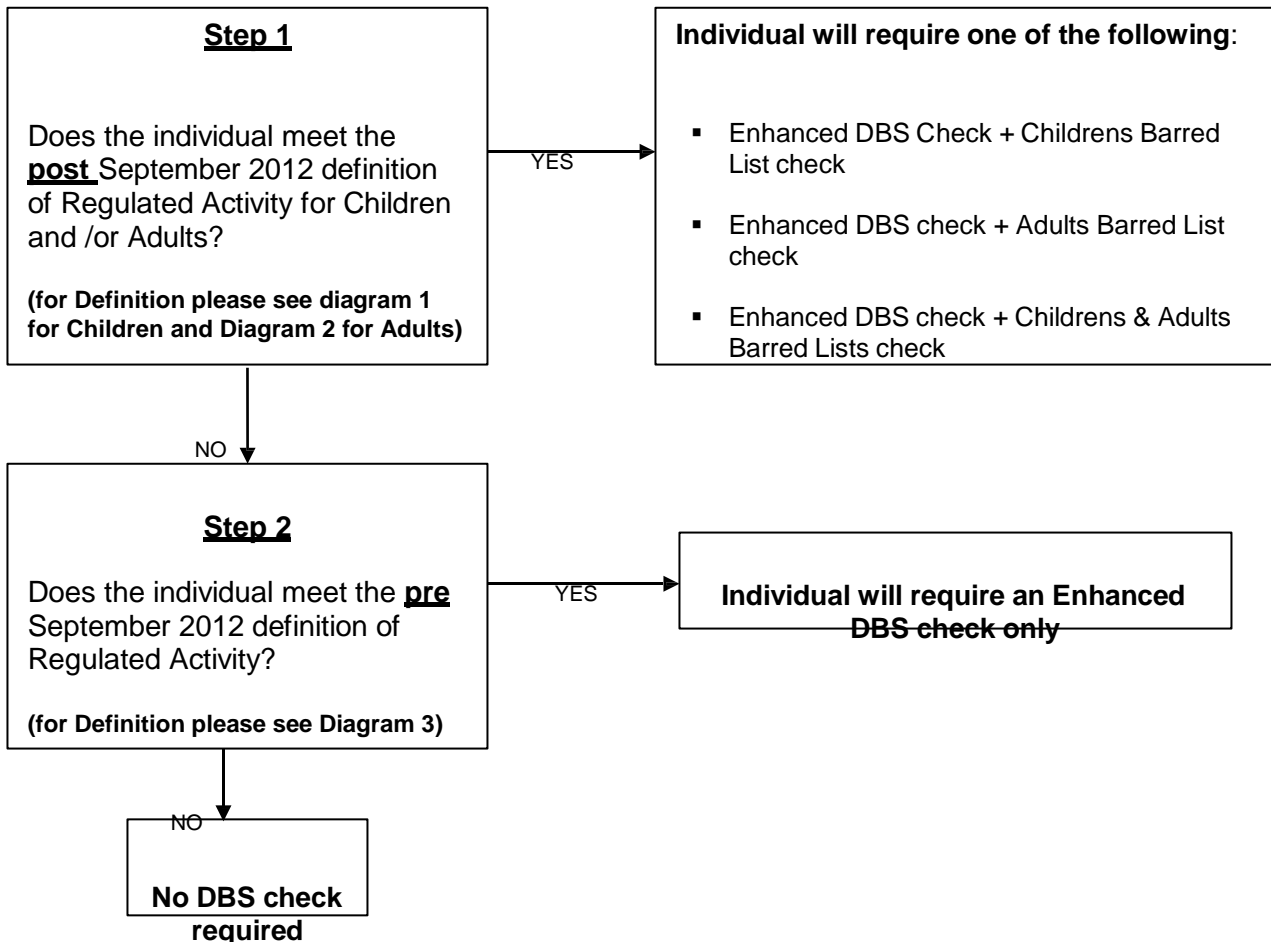 Step 1
Does the individual meet the
post September 2012 definition
of Regulated Activity for Children
and /or Adults?
(for Definition please see diagram 1
for Children and Diagram 2 for Adults)
YES
Individual will require one of the following:
▪ Enhanced DBS Check + Childrens Barred
List check
▪ Enhanced DBS check + Adults Barred List
check
▪ Enhanced DBS check + Childrens & Adults
Barred Lists check
NO
Step 2
Does the individual meet the pre
September 2012 definition of
Regulated Activity?
(for Definition please see Diagram 3)
YES
Individual will require an Enhanced
DBS check only
NO
No DBS check
required